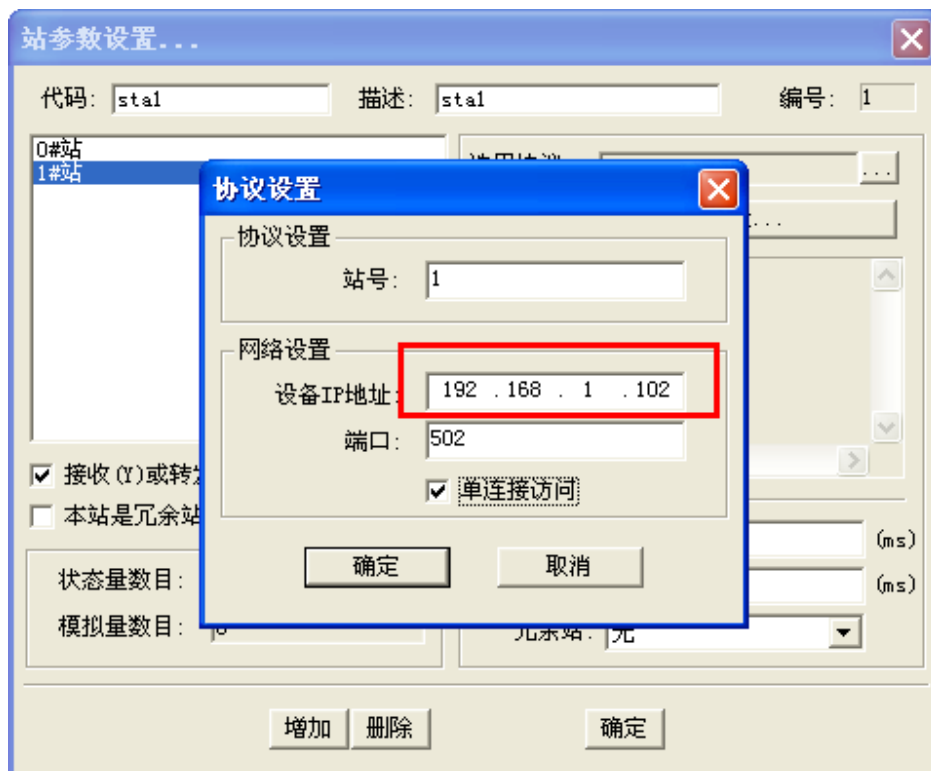 站参数设置...
代码: sta1 描述: sta1 编号: 1
0#站
1#站
...
协议设置
协议设置
站号: 1
网络设置
设备IP地址: 192 .168 . 1 .102
端口: 502
单连接访问
确定 取消
接收(Y)或转发
本站是冗余站
(ms)
状态量数目:
(ms)
模拟量数目:
冗余站: 无
增加 删除 确定